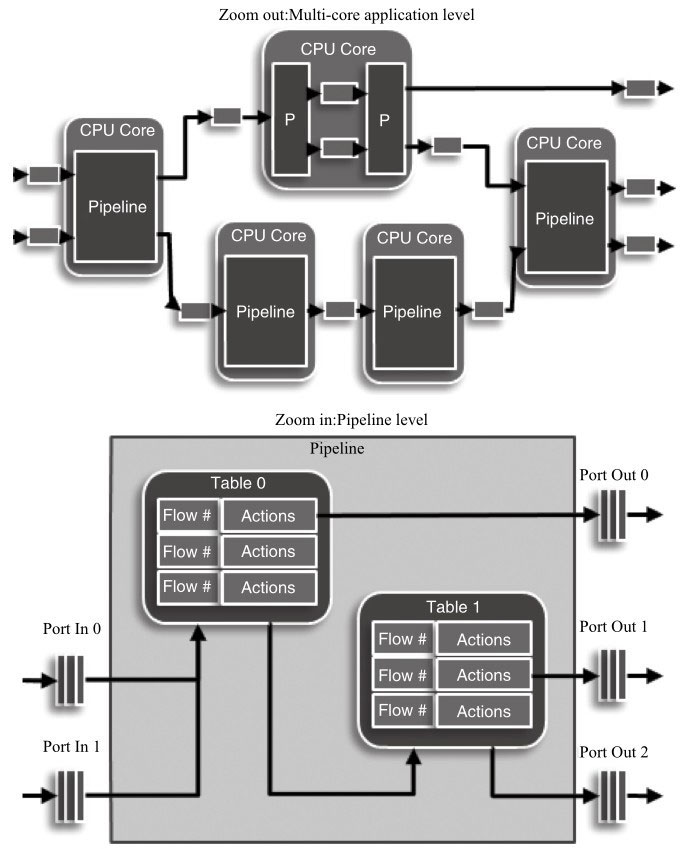 Zoom out:Multi-core application level
CPU Core
P
P
CPU Core
Pipeline
CPU Core
Pipeline
CPU Core
Pipeline
CPU Core
Pipeline
Zoom in:Pipeline level
Pipeline
Table 0
Flow # Actions
Flow # Actions
Flow # Actions
Port Out 0
Table 1
Flow # Actions
Flow # Actions
Flow # Actions
Port In 0
Port Out 1
Port In 1
Port Out 2